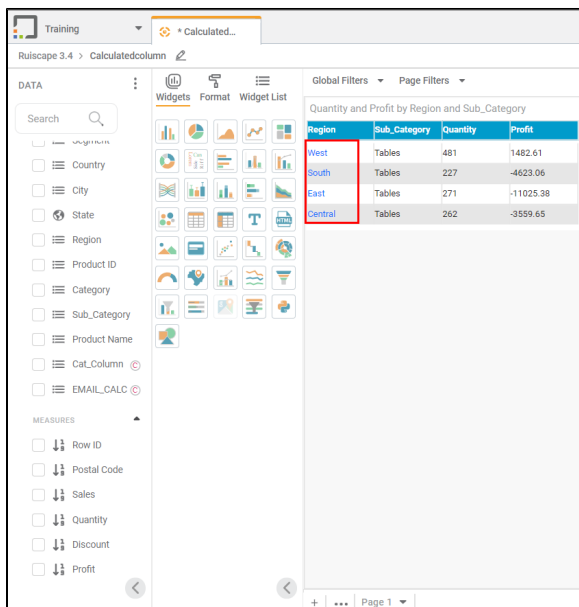 Training
* Calculated...
Ruiscape 3.4 > Calculatedcolumn
DATA
Search
Segment
Country
City
State
Region
Product ID
Category
Sub_Category
Product Name
Cat_Column ©
EMAIL_CALC ©
MEASURES
Row ID
Postal Code
Sales
Quantity
Discount
Profit
Widgets Format Widget List
T
HTML
Global Filters Page Filters
Quantity and Profit by Region and Sub_Category
Region Sub_Category Quantity Profit
West Tables 481 1482.61
South Tables 227 -4623.06
East Tables 271 -11025.38
Central Tables 262 -3559.65
+ ... Page 1